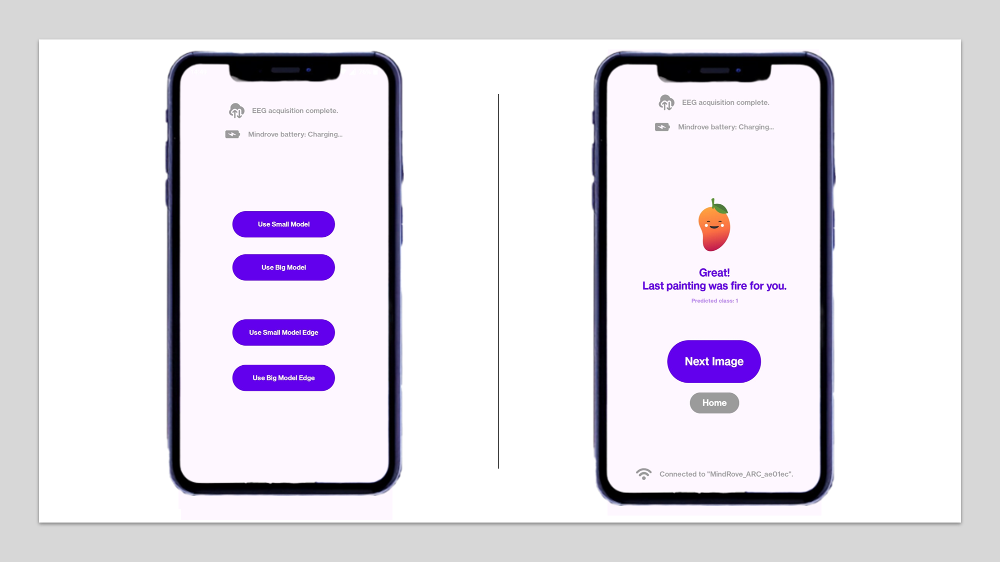 EEG acquisition complete.
Mindrove battery: Charging...
Use Small Model
Use Big Model
Use Small Model Edge
Use Big Model Edge
EEG acquisition complete.
Mindrove battery: Charging...
Great!
Last painting was fire for you.
Predicted class: 1
Next Image
Home
Connected to "MindRove_ARC_ae01ec".